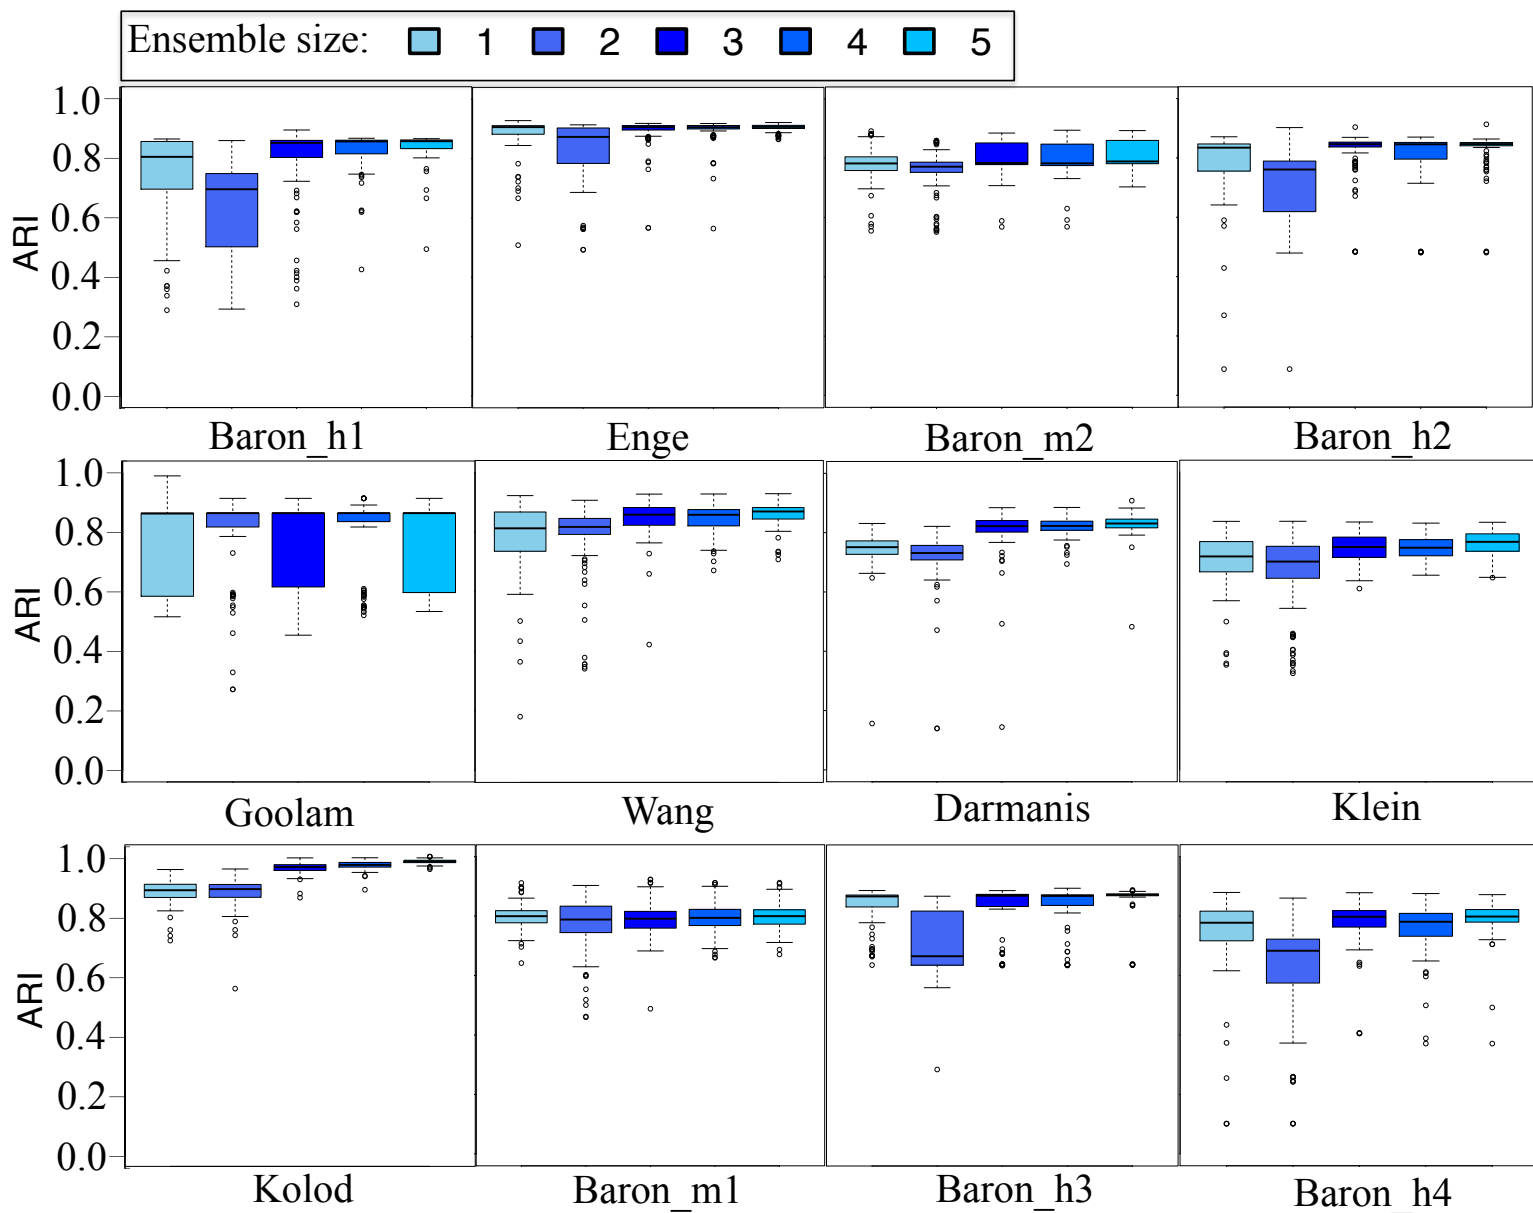 Ensemble size: 1 2 3 4 5
1.0
0.8
0.6
0.4
0.2
0.0
ARI
Baron_h1 Enge Baron_m2 Baron_h2
1.0
0.8
0.6
0.4
0.2
0.0
ARI
Goolam Wang Darmanis Klein
1.0
0.8
0.6
0.4
0.2
0.0
ARI
Kolod Baron_m1 Baron_h3 Baron_h4